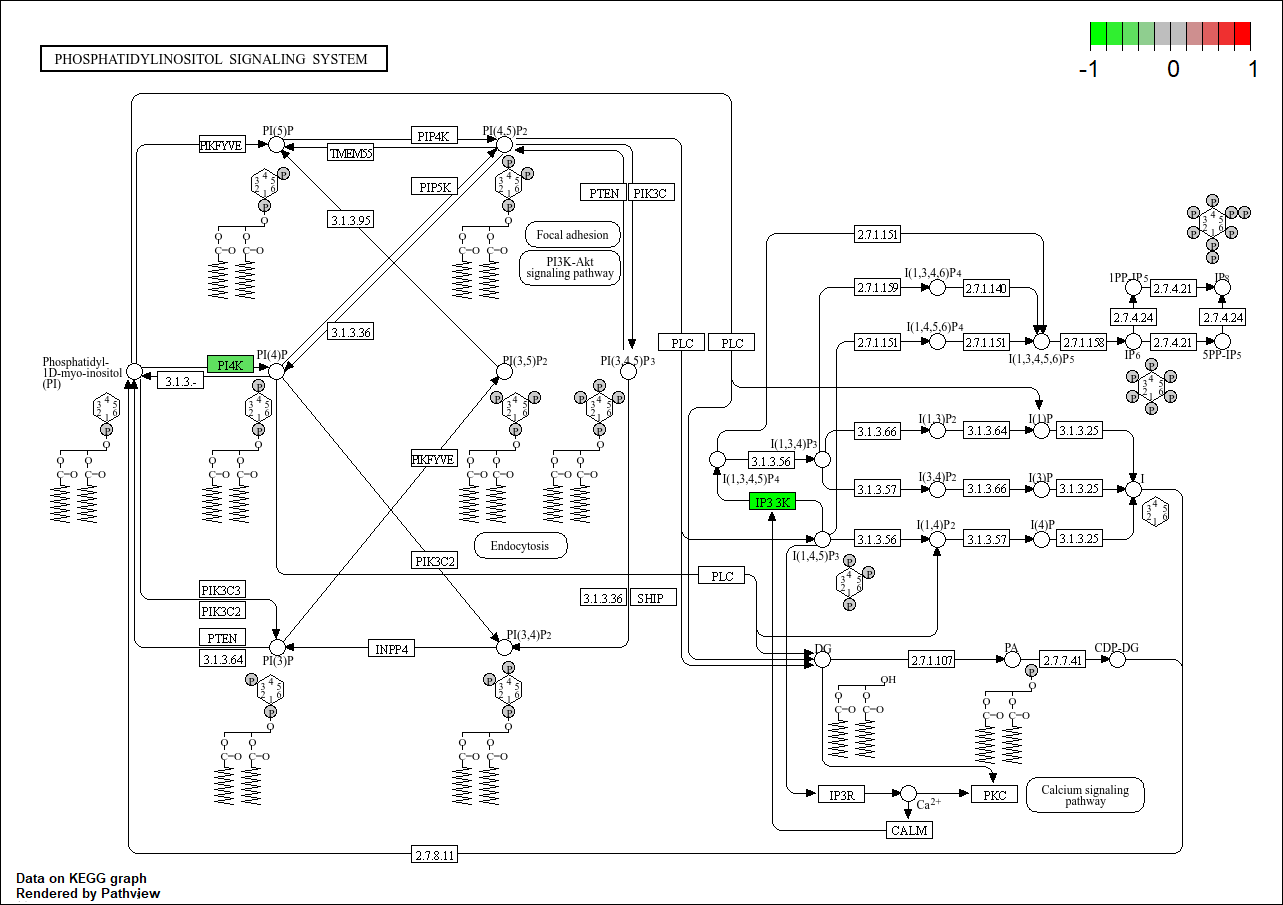 PHOSPHATIDYLINOSITOL SIGNALING SYSTEM
-1 0 1
PI(5)P
PIKFYVE
TMEM55
PIP4K
PI(4,5)P2
PIP5K
PTEN
PIK3C
3.1.3.95
Focal adhesion
PI3K-Akt
signaling pathway
3.1.3.36
Phosphatidyl-
1D-myo-inositol
(PI)
PI4K
3.1.3.-
PI(4)P
PI(3,5)P2
PI(3,4,5)P3
PLC
PLC
PIKFYVE
Endocytosis
PIK3C2
PIK3C3
PIK3C2
PTEN
3.1.3.64
PI(3)P
INPP4
PI(3,4)P2
3.1.3.36
SHIP
PLC
2.7.1.151
I(1,3,4,6)P4
2.7.1.159
2.7.1.140
I(1,4,5,6)P4
2.7.1.151
2.7.1.151
I(1,3,4,5,6)P5
2.7.1.158
IP6
1PP-IP5
2.7.4.21
IP8
2.7.4.24
2.7.4.24
2.7.4.21
5PP-IP5
I(1,3)P2
I(1)P
3.1.3.66
3.1.3.64
3.1.3.25
I(1,3,4)P3
3.1.3.56
I(1,3,4,5)P4
I(3,4)P2
I(3)P
I
3.1.3.57
3.1.3.66
3.1.3.25
IP3 3K
I(1,4)P2
I(4)P
3.1.3.56
3.1.3.57
3.1.3.25
I(1,4,5)P3
DG
2.7.1.107
PA
2.7.7.41
CDP-DG
OH
IP3R
Ca2+
PKC
Calcium signaling
pathway
CALM
2.7.8.11
Data on KEGG graph
Rendered by Pathview